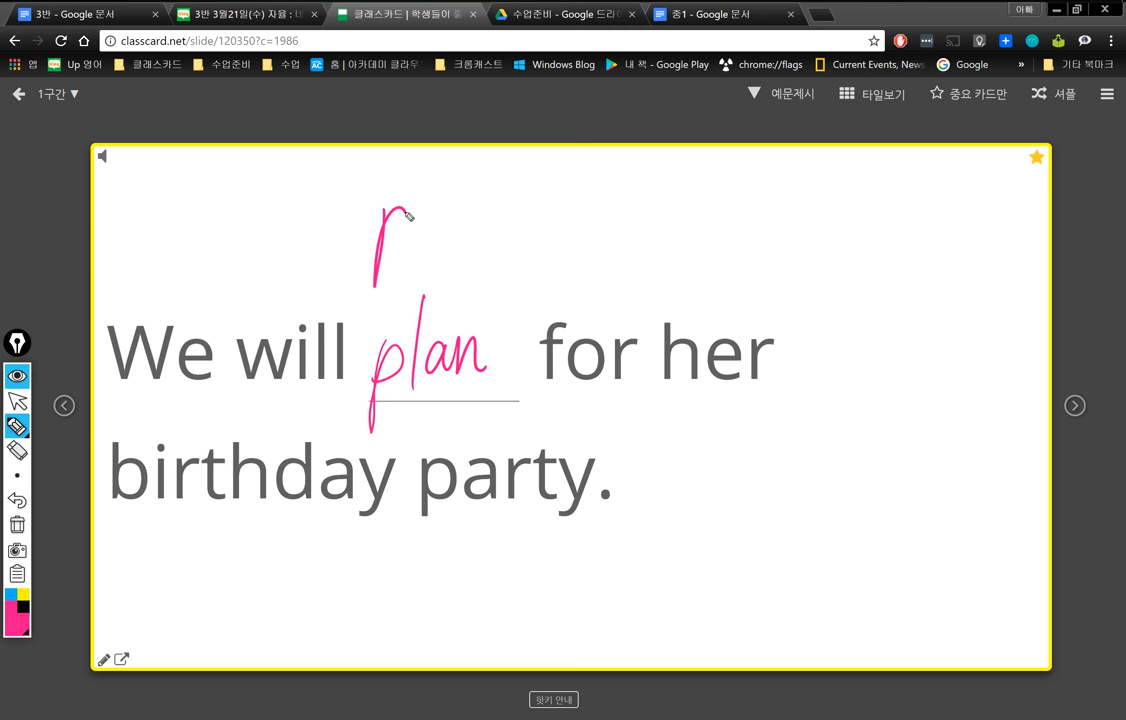 3반 - Google 문서
3반 3월21일(수) 자율 : 네
클래스카드 | 학생들이 좋
수업준비 - Google 드라이
중1 - Google 문서
아빠
classcard.net/slide/120350?c=1986
앱
Up 영어
클래스카드
수업준비
수업
홈 | 아카데미 클라우
크롬캐스트
Windows Blog
내 책 - Google Play
chrome://flags
Current Events, News
Google
»
기타 북마크
1구간 ▼
예문제시
타일보기
중요 카드만
셔플
r
We will plan for her
birthday party.
핫키 안내